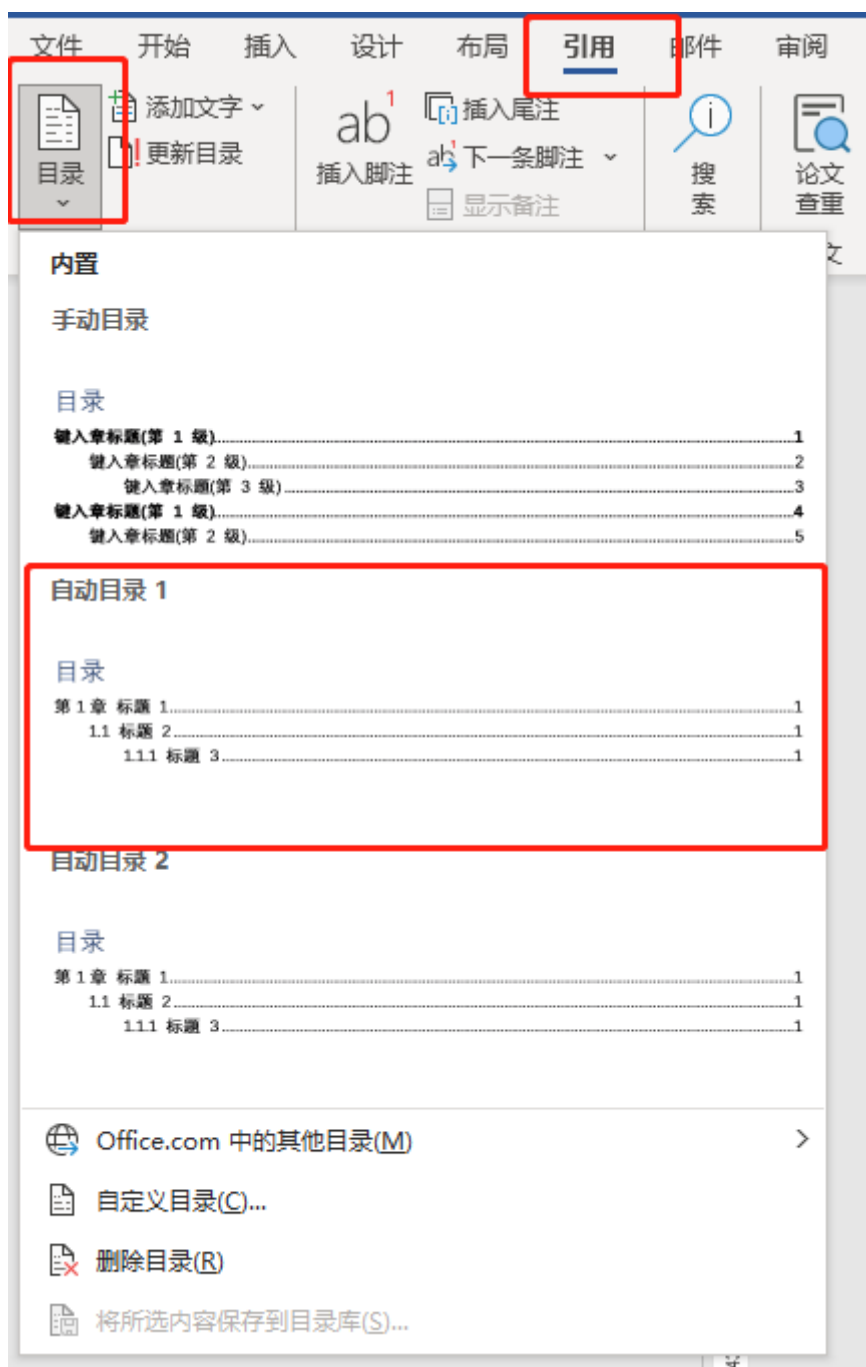 文件 开始 插入 设计 布局 引用 邮件 审阅
目录
添加文字
更新目录
ab1
插入脚注
[i] 插入尾注
ab1 下一条脚注
显示备注
搜索
论文查重
文
内置
手动目录
目录
键入章标题(第 1 级)1
键入章标题(第 2 级)2
键入章标题(第 3 级)3
键入章标题(第 1 级)4
键入章标题(第 2 级)5
自动目录 1
目录
第 1 章 标题 11
1.1 标题 21
1.1.1 标题 31
自动目录 2
目录
第 1 章 标题 11
1.1 标题 21
1.1.1 标题 31
Office.com 中的其他目录(M)
自定义目录(C)...
删除目录(R)
将所选内容保存到目录库(S)...